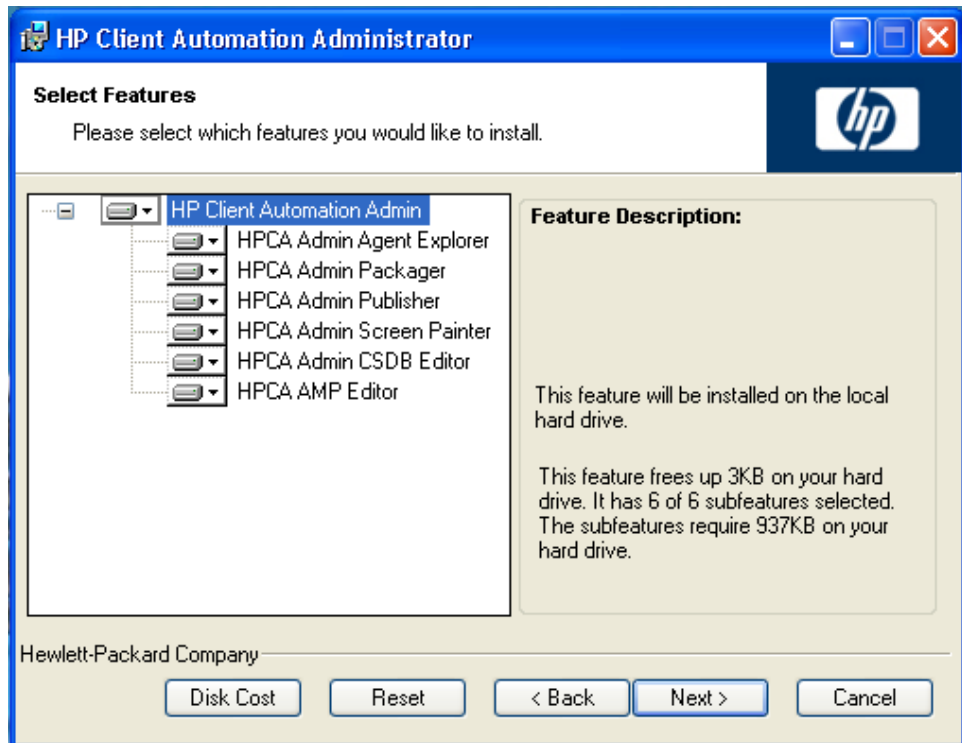 HP Client Automation Administrator
Select Features
Please select which features you would like to install.
hp
HP Client Automation Admin
HPCA Admin Agent Explorer
HPCA Admin Packager
HPCA Admin Publisher
HPCA Admin Screen Painter
HPCA Admin CSDB Editor
HPCA AMP Editor
Feature Description:
This feature will be installed on the local
hard drive.
This feature frees up 3KB on your hard
drive. It has 6 of 6 subfeatures selected.
The subfeatures require 937KB on your
hard drive.
Hewlett-Packard Company
Disk Cost
Reset
< Back
Next >
Cancel